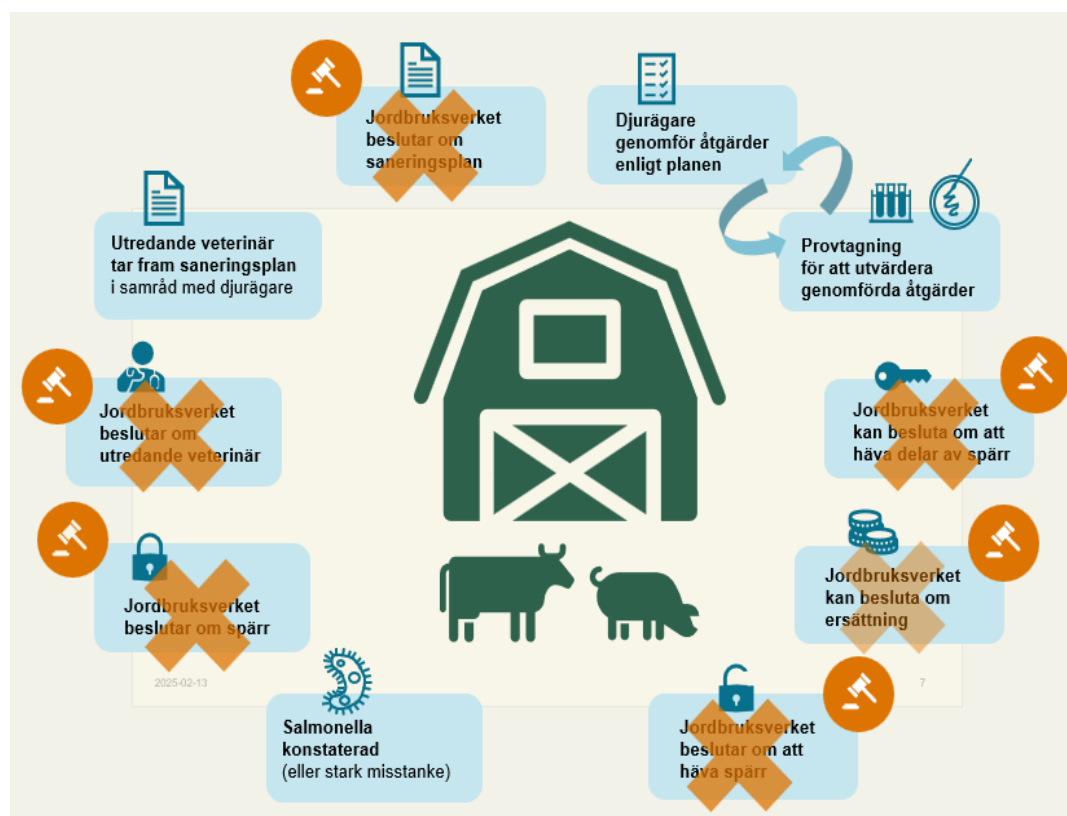 Jordbruksverket
beslutar om
saneringsplan
Djurägare
genomför åtgärder
enligt planen
Utredande veterinär
tar fram saneringsplan
i samråd med djurägare
Provtagning
för att utvärdera
genomförda åtgärder
Jordbruksverket
beslutar om
utredande veterinär
Jordbruksverket
kan besluta om att
häva delar av spärr
Jordbruksverket
beslutar om spärr
Jordbruksverket
kan besluta om
ersättning
2025-02-13
7
Salmonella
konstaterad
(eller stark misstanke)
Jordbruksverket
beslutar om att
häva spärr